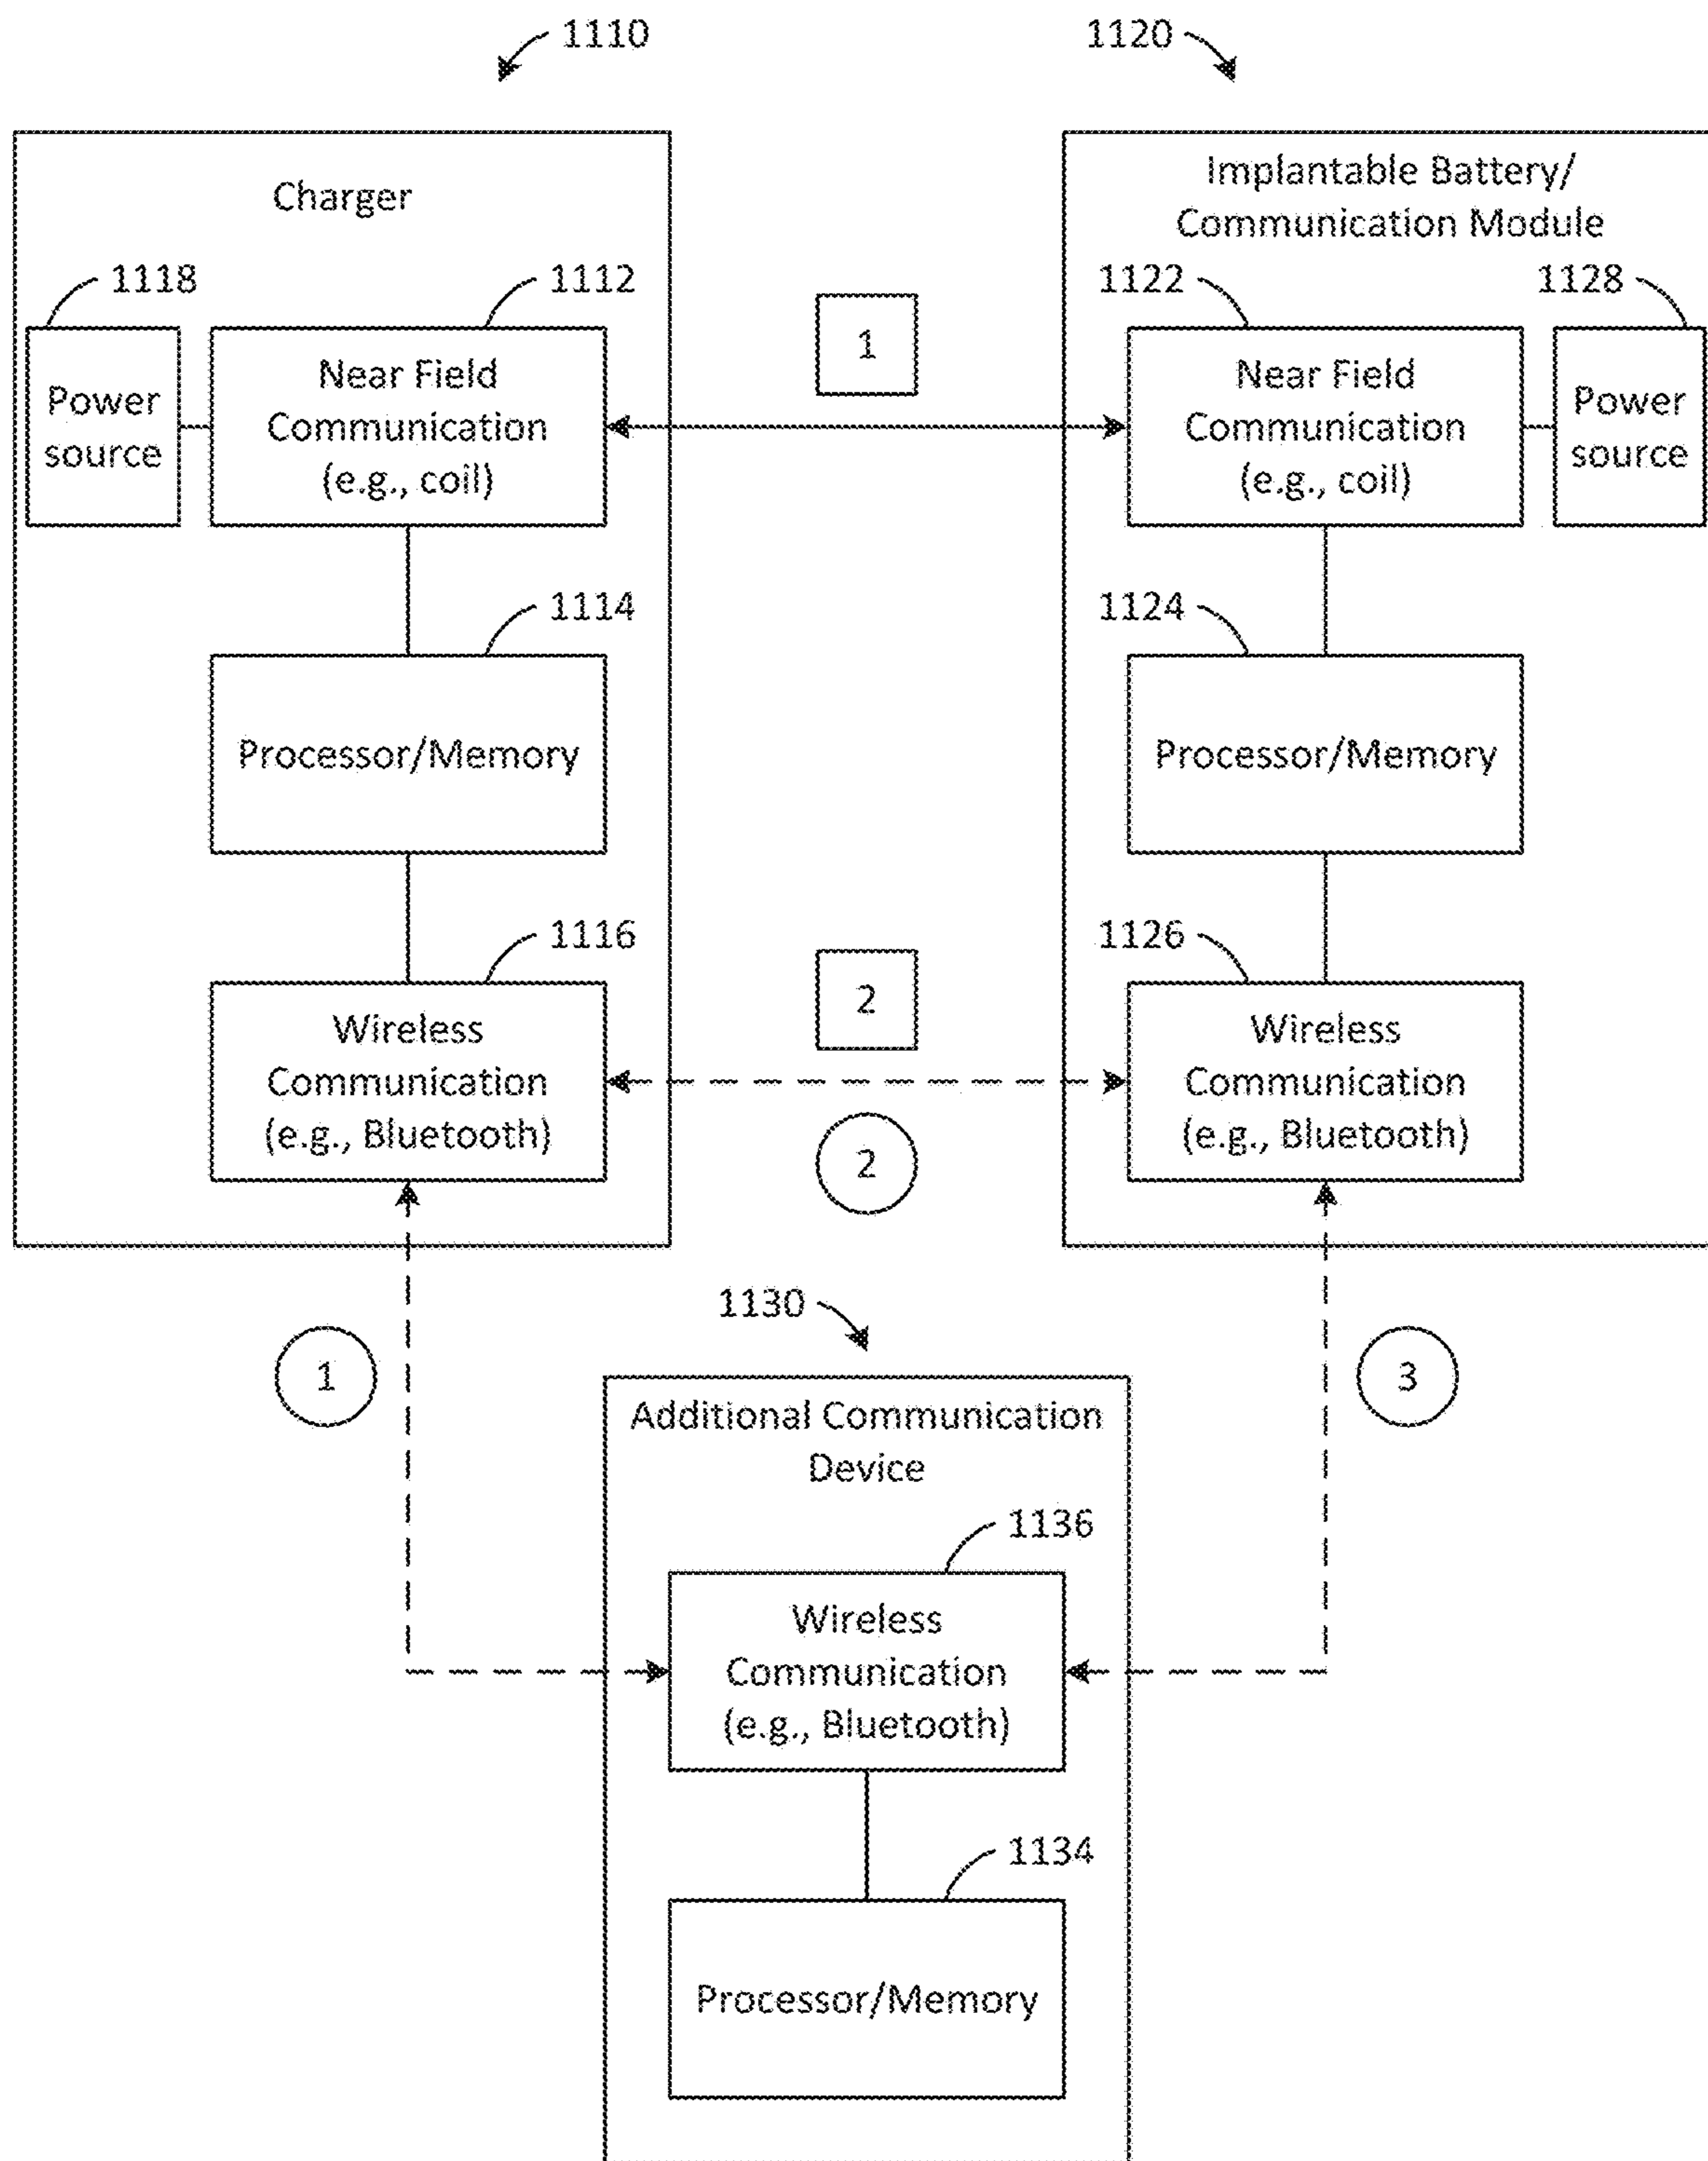 1110
1120
Charger
Implantable Battery/
Communication Module
1118
1112
1122
1128
1
Power
source
Near Field
Communication
(e.g., coil)
Near Field
Communication
(e.g., coil)
Power
source
1114
1124
Processor/Memory
Processor/Memory
1116
1126
2
Wireless
Communication
(e.g., Bluetooth)
Wireless
Communication
(e.g., Bluetooth)
2
1130
1
3
Additional Communication
Device
1136
Wireless
Communication
(e.g., Bluetooth)
1134
Processor/Memory